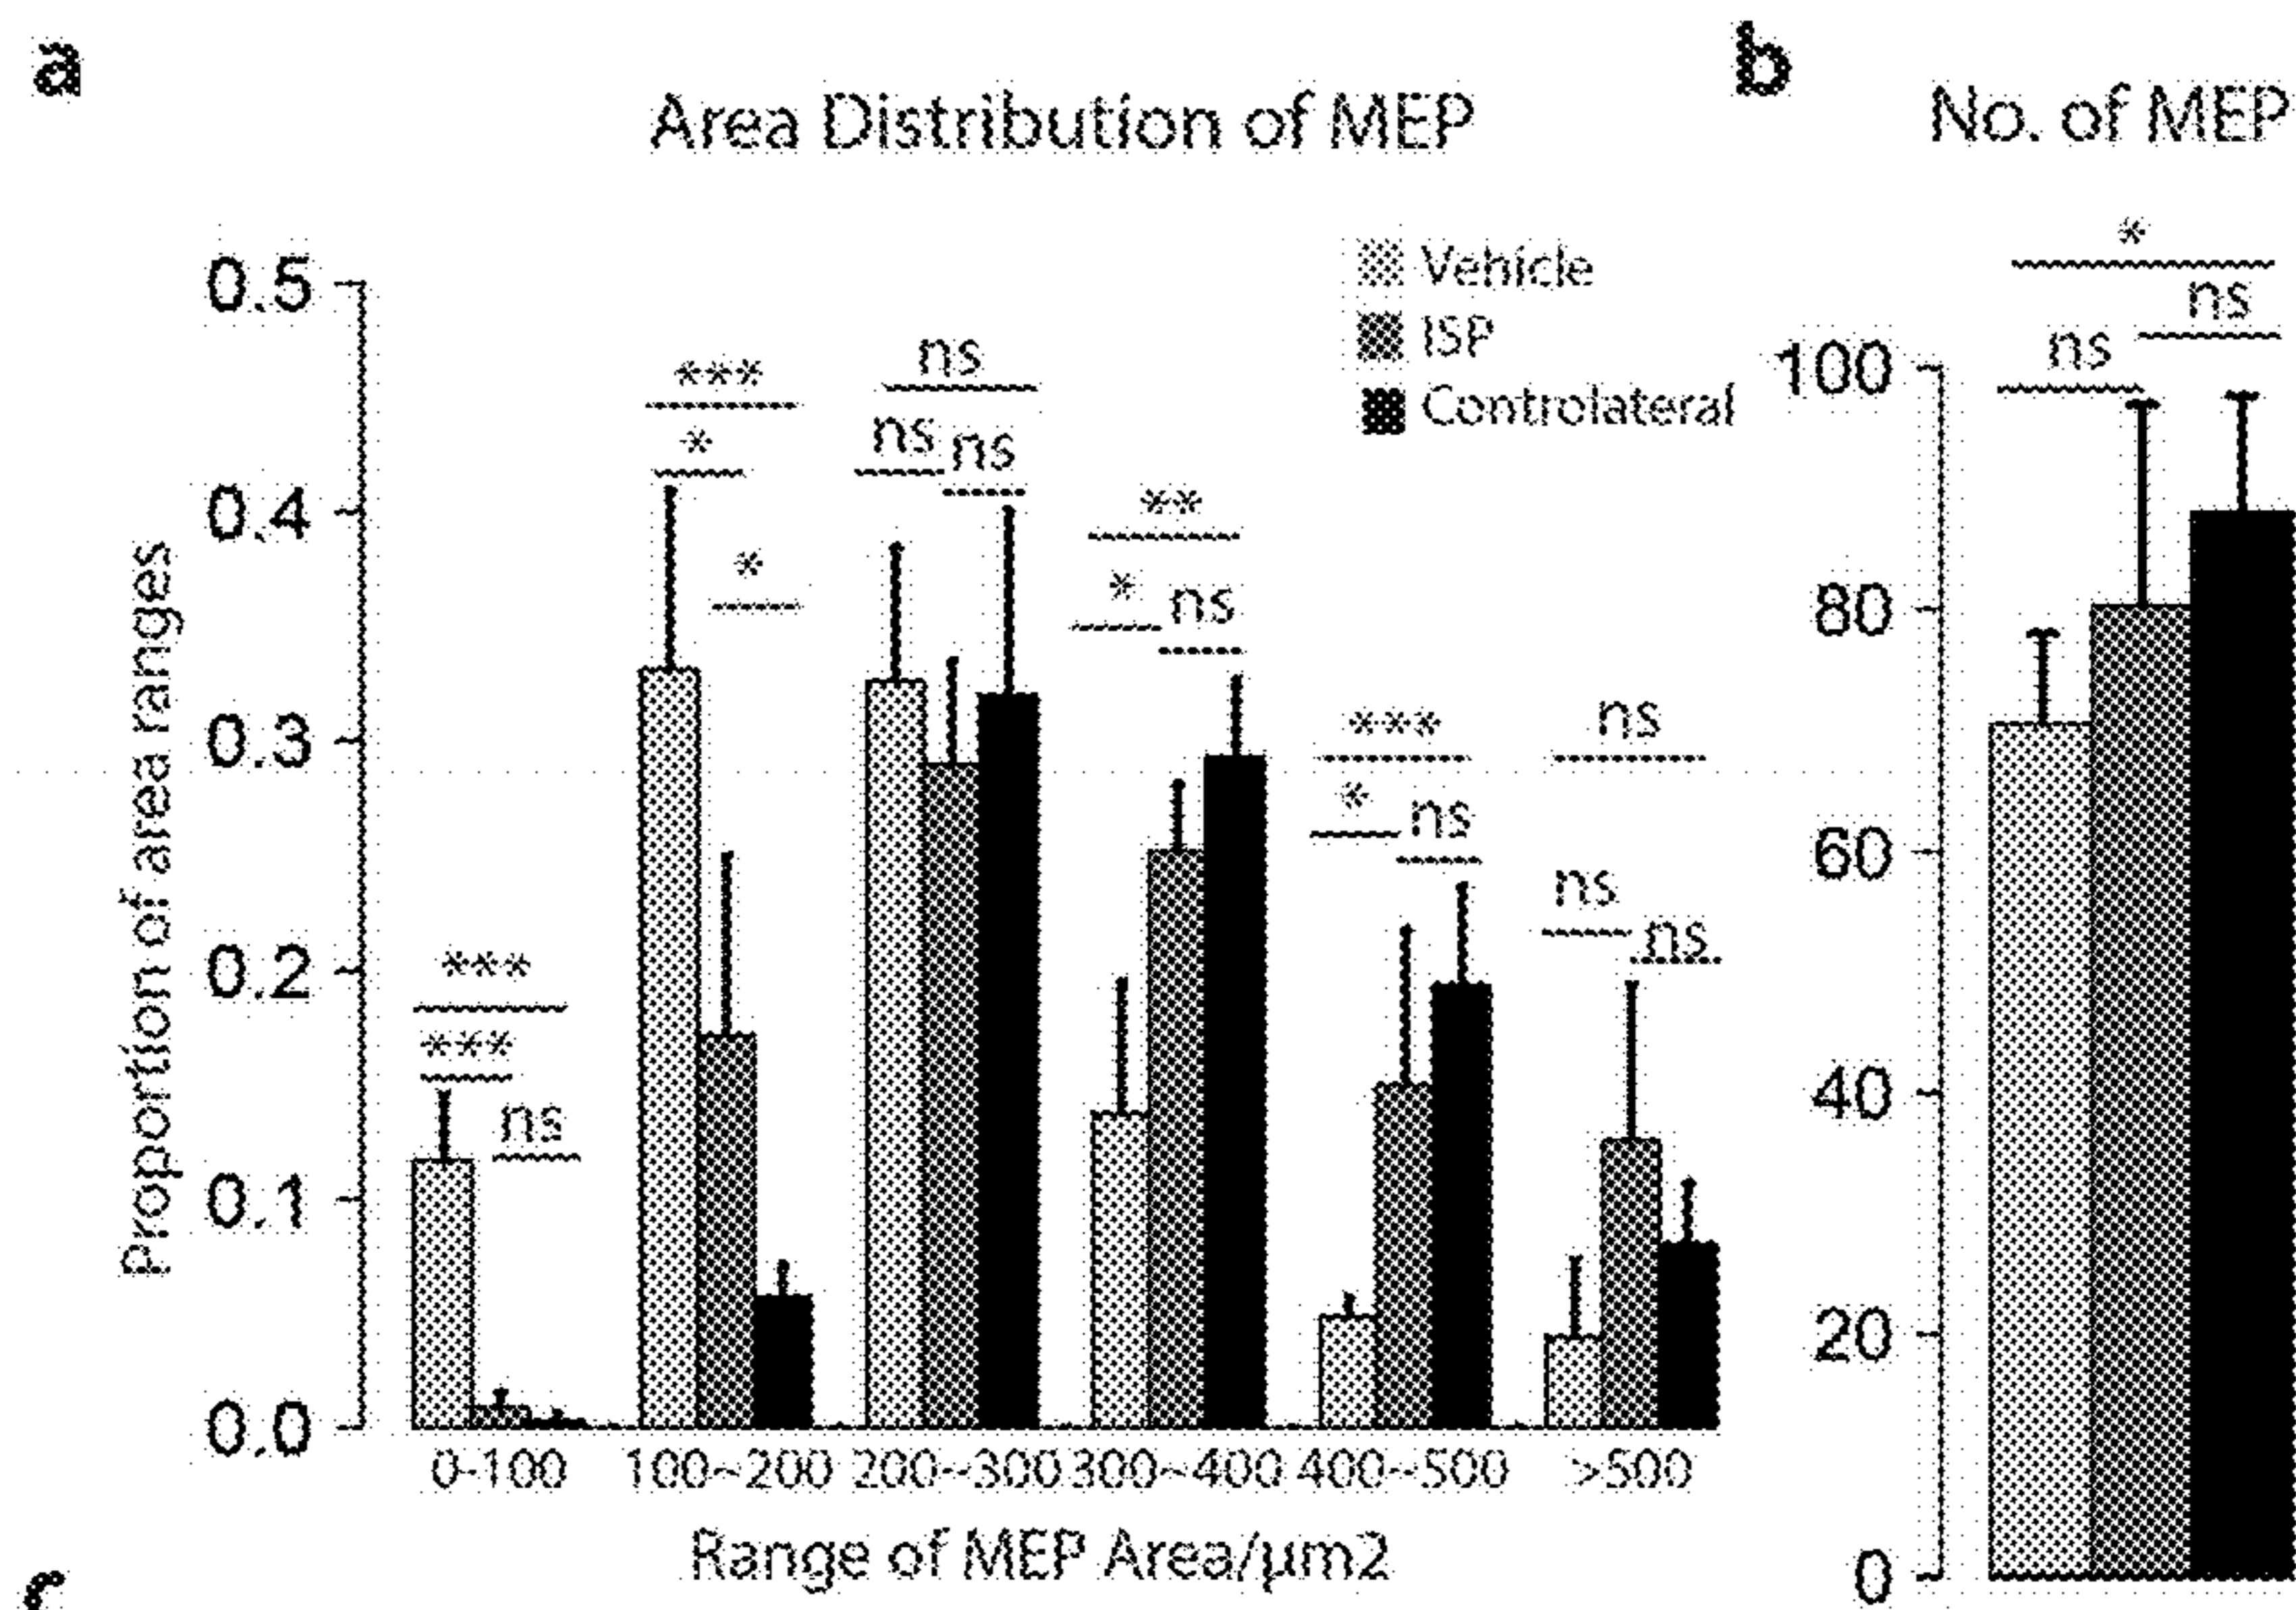 a
Area Distribution of MEP
Vehicle
ISP
Controlateral
Proportion of area ranges
0.5
0.4
0.3
0.2
0.1
0.0
***
***
ns
***
*
*
ns
ns
ns
**
*
ns
***
*
ns
ns
ns
ns
0-100
100~200
200~300
300~400
400~500
>500
Range of MEP Area/µm2
b
No. of MEP
*
ns
ns
100
80
60
40
20
0